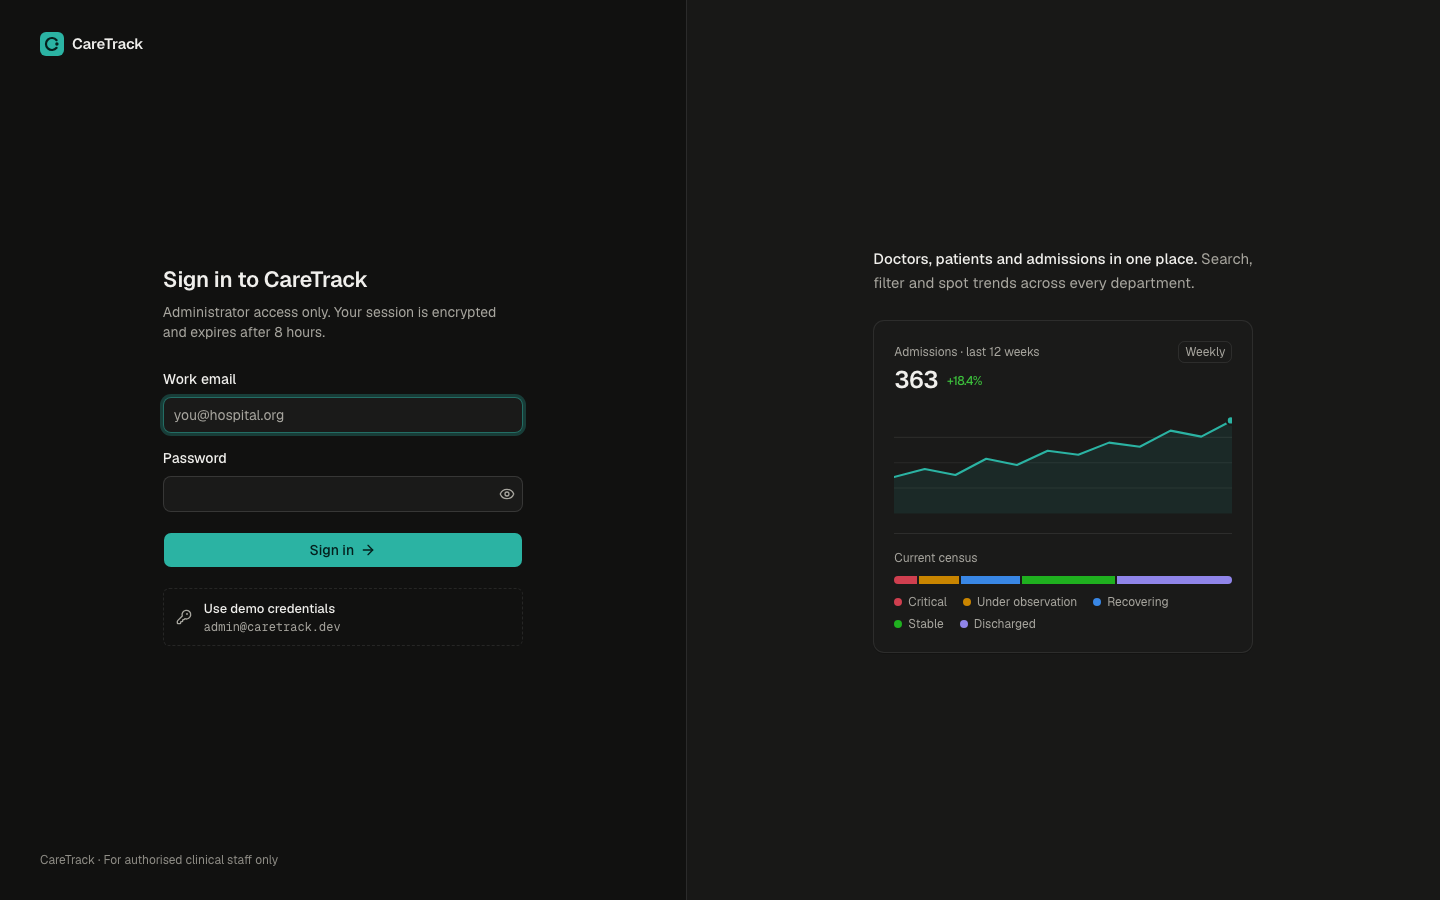 CareTrack
Sign in to CareTrack
Administrator access only. Your session is encrypted
and expires after 8 hours.
Work email
you@hospital.org
Password
Sign in
Use demo credentials
admin@caretrack.dev
CareTrack · For authorised clinical staff only
Doctors, patients and admissions in one place. Search,
filter and spot trends across every department.
Admissions · last 12 weeks
Weekly
363 +18.4%
Current census
Critical Under observation Recovering
Stable Discharged